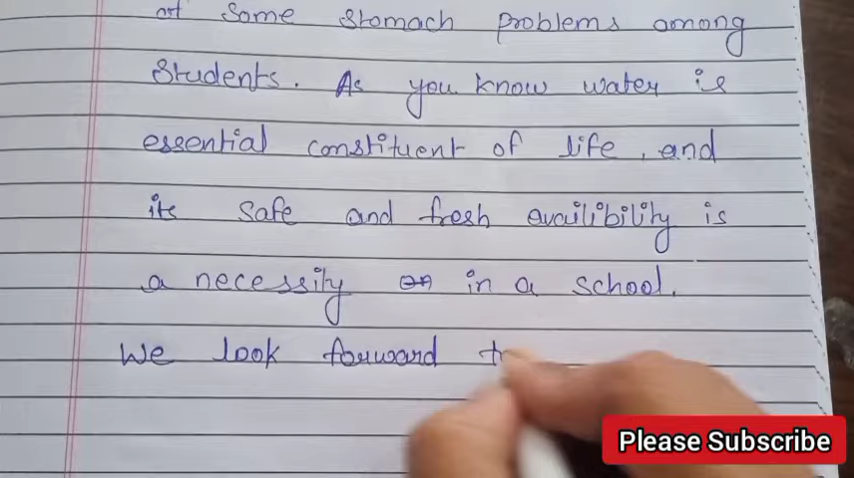 of some stomach problems among
students. As you know water is
essential constituent of life, and
its safe and fresh availibility is
a necessity in a school.
We look forward to
Please Subscribe